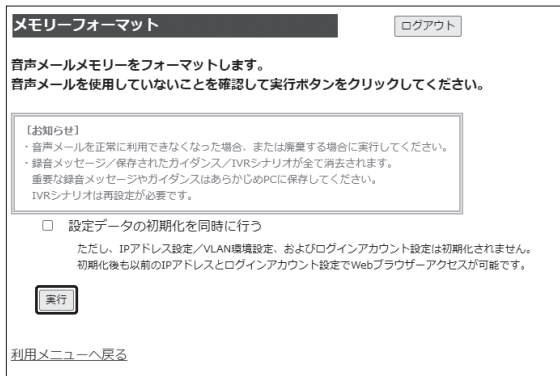 メモリーフォーマット
ログアウト
音声メールメモリーをフォーマットします。
音声メールを使用していないことを確認して実行ボタンをクリックしてください。
［お知らせ］
・音声メールを正常に利用できなくなった場合、または廃棄する場合に実行してください。
・録音メッセージ／保存されたガイダンス／IVRシナリオが全て消去されます。
重要な録音メッセージやガイダンスはあらかじめPCに保存してください。
IVRシナリオは再設定が必要です。
設定データの初期化を同時に行う
ただし、IPアドレス設定／VLAN環境設定、およびログインアカウント設定は初期化されません。
初期化後も以前のIPアドレスとログインアカウント設定でWebブラウザーアクセスが可能です。
実行
利用メニューへ戻る